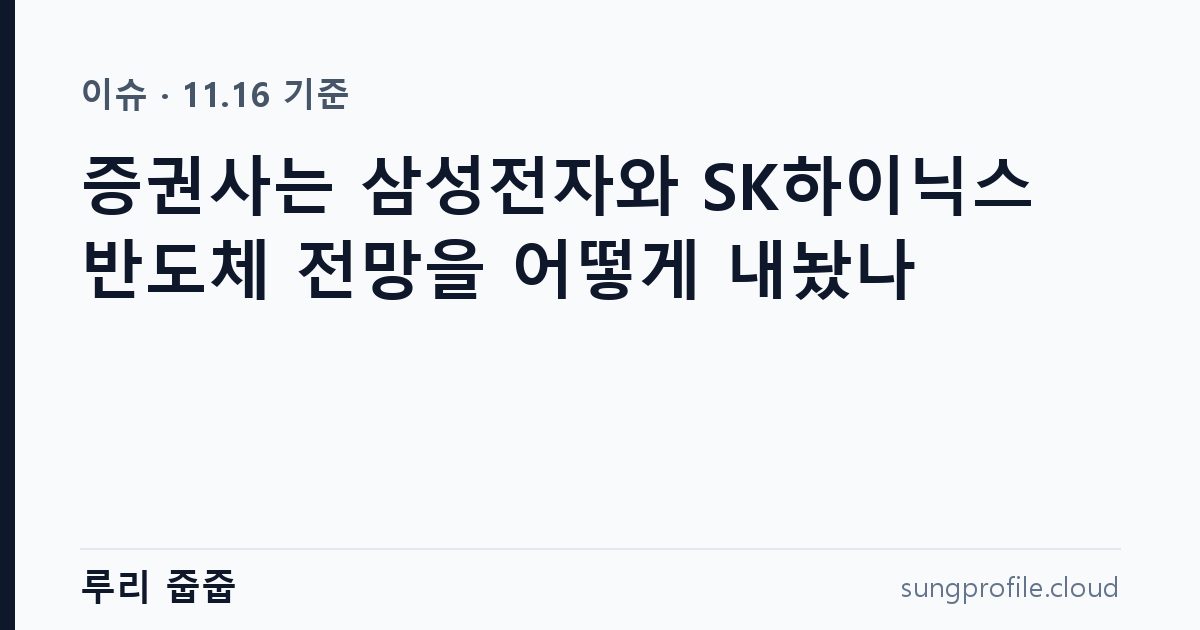 이슈 · 11.16 기준
증권사는 삼성전자와 SK하이닉스
반도체 전망을 어떻게 내놨나
루리 줍줍
sungprofile.cloud